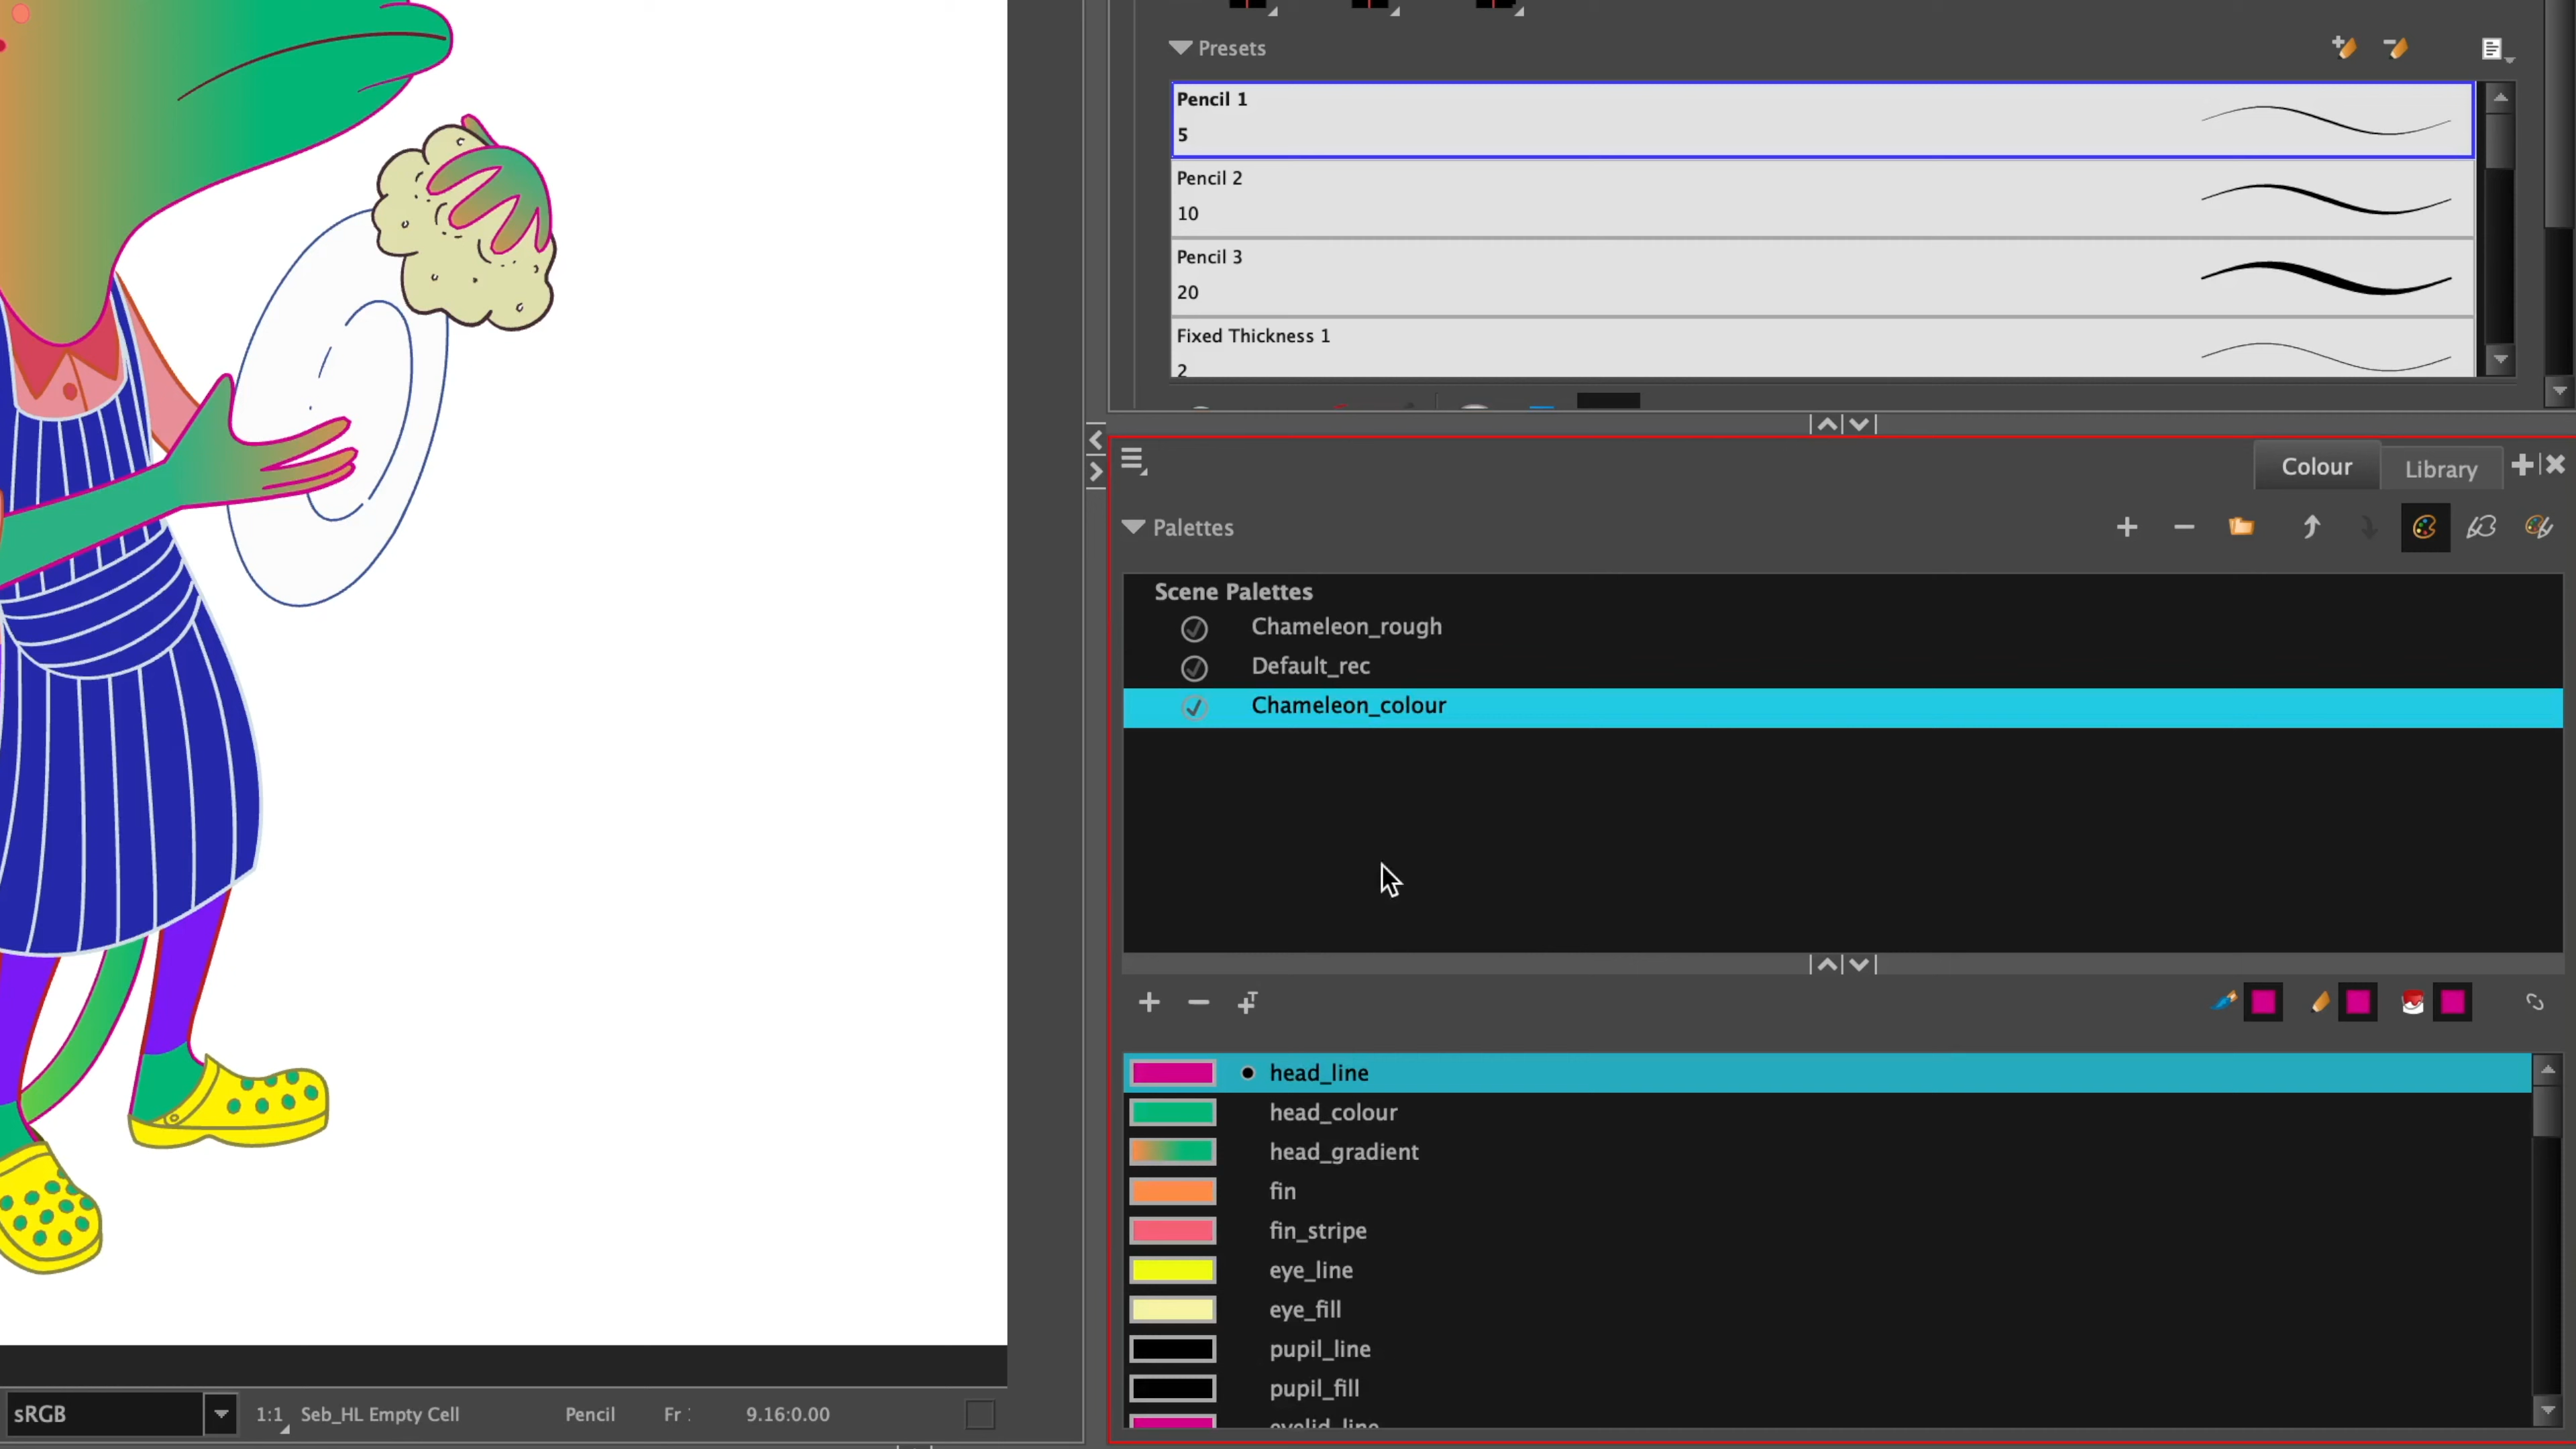 Presets
Pencil 1
5
Pencil 2
10
Pencil 3
20
Fixed Thickness 1
2
Colour
Library
Palettes
Scene Palettes
Chameleon_rough
Default_rec
Chameleon_colour
head_line
head_colour
head_gradient
fin
fin_stripe
eye_line
eye_fill
pupil_line
pupil_fill
eyelid_line
sRGB
1:1
Seb_HL Empty Cell
Pencil
Fr
9.16:0.00